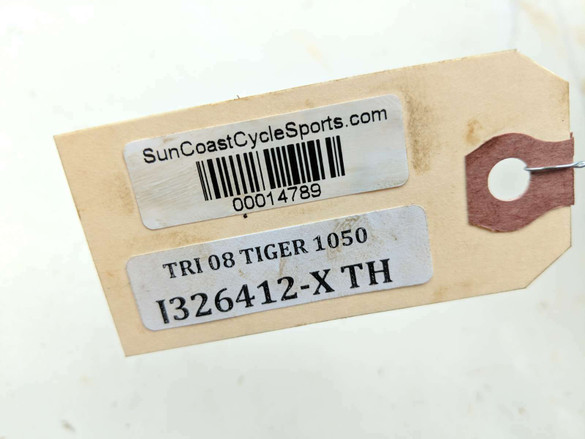 SunCoastCycleSports.com
00014789
TRI 08 TIGER 1050
I326412-X TH